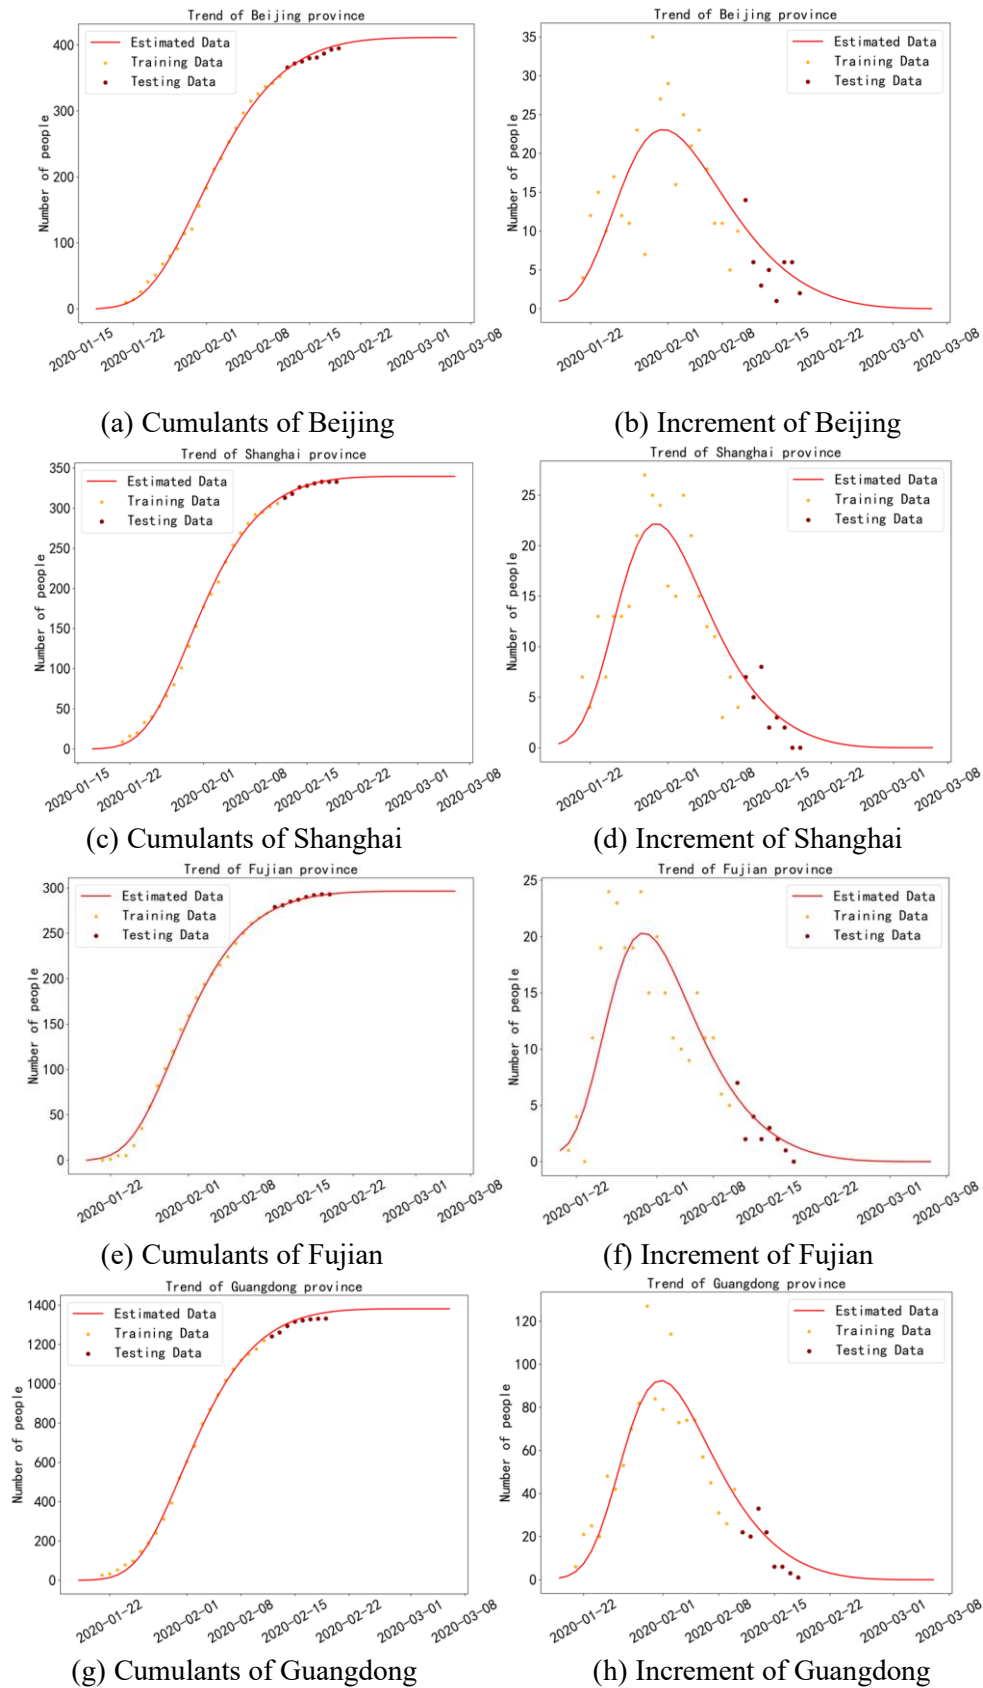 Trend of Beijing province
Estimated Data
Training Data
Testing Data
Number of people
400
300
200
100
0
2020-01-15
2020-01-22
2020-02-01
2020-02-08
2020-02-15
2020-02-22
2020-03-01
2020-03-08
(a) Cumulants of Beijing
Trend of Beijing province
Estimated Data
Training Data
Testing Data
Number of people
35
30
25
20
15
10
5
0
2020-01-22
2020-02-01
2020-02-08
2020-02-15
2020-02-22
2020-03-01
2020-03-08
(b) Increment of Beijing
Trend of Shanghai province
Estimated Data
Training Data
Testing Data
Number of people
350
300
250
200
150
100
50
0
2020-01-15
2020-01-22
2020-02-01
2020-02-08
2020-02-15
2020-02-22
2020-03-01
2020-03-08
(c) Cumulants of Shanghai
Trend of Shanghai province
Estimated Data
Training Data
Testing Data
Number of people
25
20
15
10
5
0
2020-01-22
2020-02-01
2020-02-08
2020-02-15
2020-02-22
2020-03-01
2020-03-08
(d) Increment of Shanghai
Trend of Fujian province
Estimated Data
Training Data
Testing Data
Number of people
300
250
200
150
100
50
0
2020-01-22
2020-02-01
2020-02-08
2020-02-15
2020-02-22
2020-03-01
2020-03-08
(e) Cumulants of Fujian
Trend of Fujian province
Estimated Data
Training Data
Testing Data
Number of people
25
20
15
10
5
0
2020-01-22
2020-02-01
2020-02-08
2020-02-15
2020-02-22
2020-03-01
2020-03-08
(f) Increment of Fujian
Trend of Guangdong province
Estimated Data
Training Data
Testing Data
Number of people
1400
1200
1000
800
600
400
200
0
2020-01-22
2020-02-01
2020-02-08
2020-02-15
2020-02-22
2020-03-01
2020-03-08
(g) Cumulants of Guangdong
Trend of Guangdong province
Estimated Data
Training Data
Testing Data
Number of people
120
100
80
60
40
20
0
2020-01-22
2020-02-01
2020-02-08
2020-02-15
2020-02-22
2020-03-01
2020-03-08
(h) Increment of Guangdong